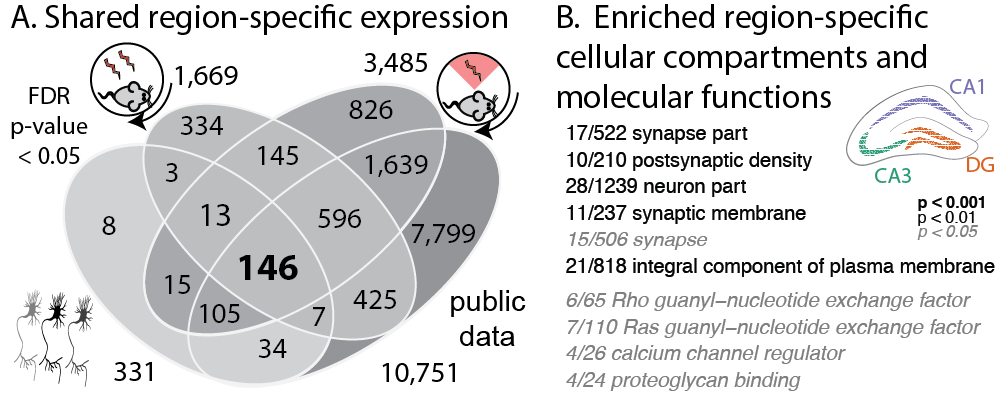 A. Shared region-specific expression
FDR
p-value
< 0.05
1,669
3,485
334
826
145
1,639
3
8
13
596
7,799
146
15
105
7
425
34
331
10,751
public
data
B. Enriched region-specific
cellular compartments and
molecular functions
17/522 synapse part
10/210 postsynaptic density
28/1239 neuron part
11/237 synaptic membrane
15/506 synapse
21/818 integral component of plasma membrane
6/65 Rho guanyl−nucleotide exchange factor
7/110 Ras guanyl−nucleotide exchange factor
4/26 calcium channel regulator
4/24 proteoglycan binding
CA1
CA3
DG
p < 0.001
p < 0.01
p < 0.05